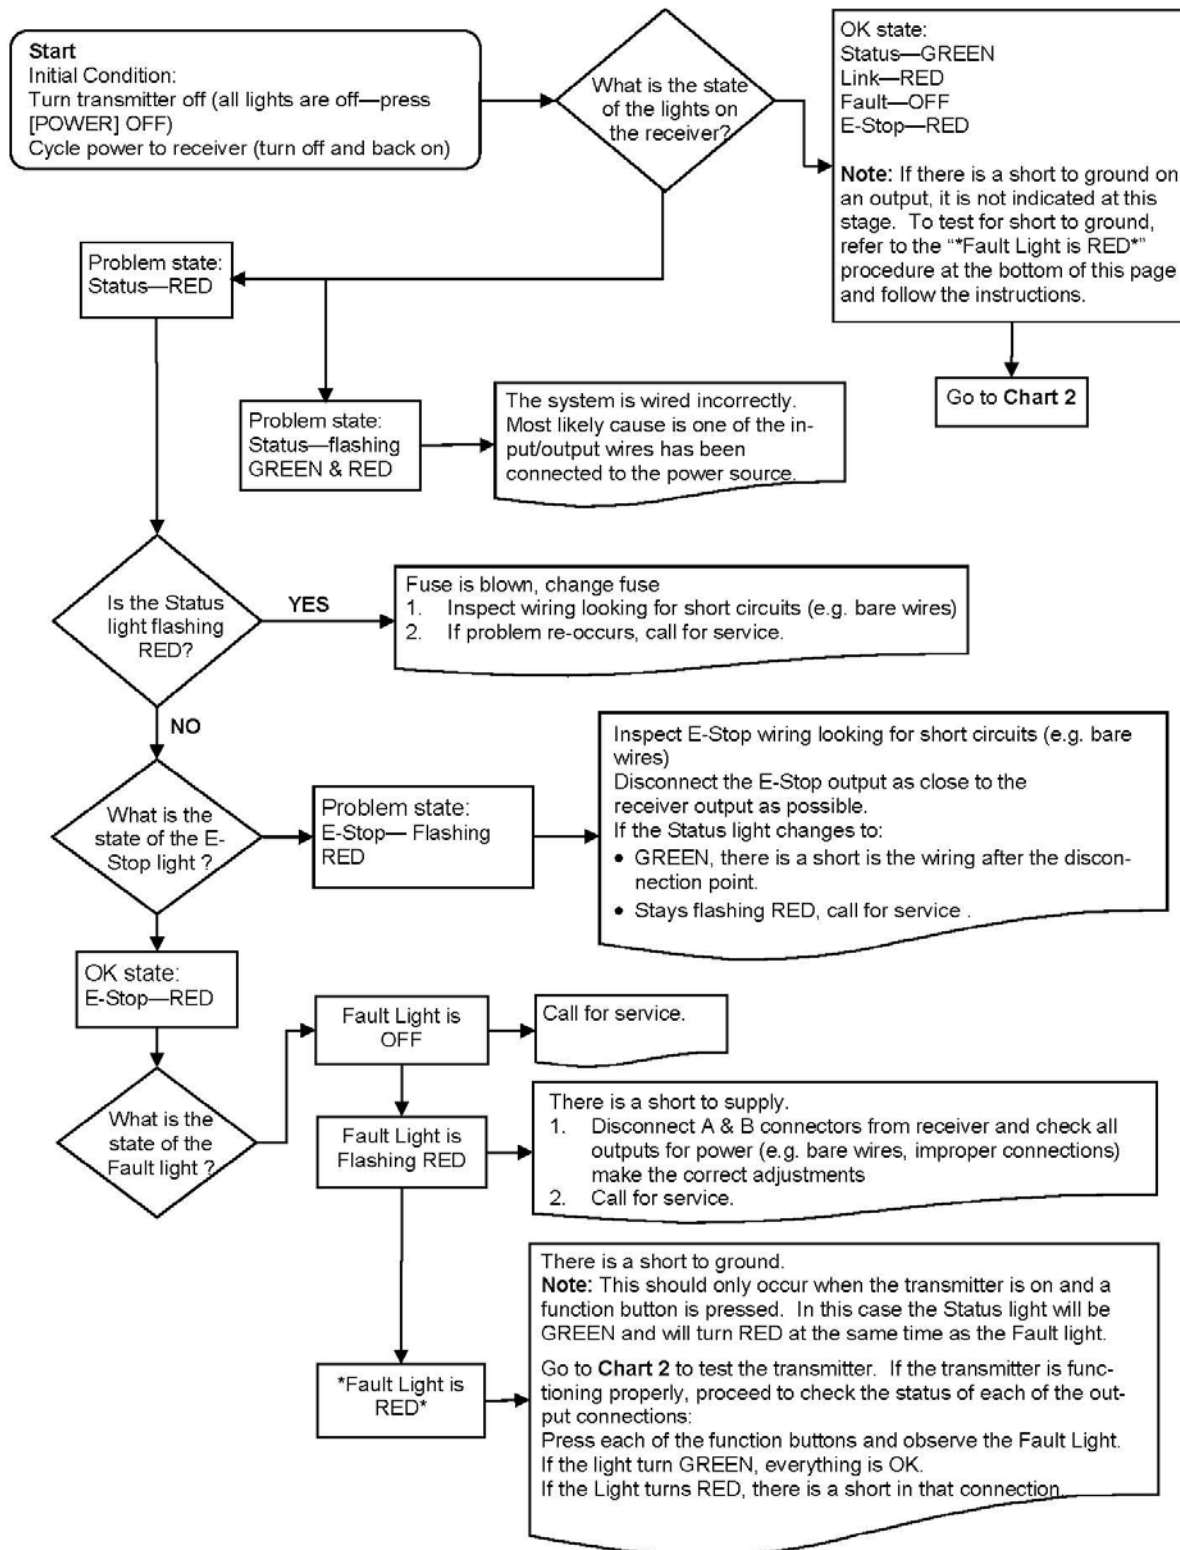 Start
Initial Condition:
Turn transmitter off (all lights are off—press
[POWER] OFF)
Cycle power to receiver (turn off and back on)
What is the state
of the lights on
the receiver?
OK state:
Status—GREEN
Link—RED
Fault—OFF
E-Stop—RED
Note: If there is a short to ground on
an output, it is not indicated at this
stage. To test for short to ground,
refer to the "*Fault Light is RED*"
procedure at the bottom of this page
and follow the instructions.
Go to Chart 2
Problem state:
Status—RED
Problem state:
Status—flashing
GREEN & RED
The system is wired incorrectly.
Most likely cause is one of the in-
put/output wires has been
connected to the power source.
Is the Status
light flashing
RED?
YES
Fuse is blown, change fuse
1. Inspect wiring looking for short circuits (e.g. bare wires)
2. If problem re-occurs, call for service.
NO
What is the
state of the E-
Stop light ?
Problem state:
E-Stop— Flashing
RED
Inspect E-Stop wiring looking for short circuits (e.g. bare
wires)
Disconnect the E-Stop output as close to the
receiver output as possible.
If the Status light changes to:
• GREEN, there is a short is the wiring after the discon-
nection point.
• Stays flashing RED, call for service .
OK state:
E-Stop—RED
What is the
state of the
Fault light ?
Fault Light is
OFF
Call for service.
Fault Light is
Flashing RED
There is a short to supply.
1. Disconnect A & B connectors from receiver and check all
outputs for power (e.g. bare wires, improper connections)
make the correct adjustments
2. Call for service.
*Fault Light is
RED*
There is a short to ground.
Note: This should only occur when the transmitter is on and a
function button is pressed. In this case the Status light will be
GREEN and will turn RED at the same time as the Fault light.
Go to Chart 2 to test the transmitter. If the transmitter is func-
tioning properly, proceed to check the status of each of the out-
put connections:
Press each of the function buttons and observe the Fault Light.
If the light turn GREEN, everything is OK.
If the Light turns RED, there is a short in that connection.